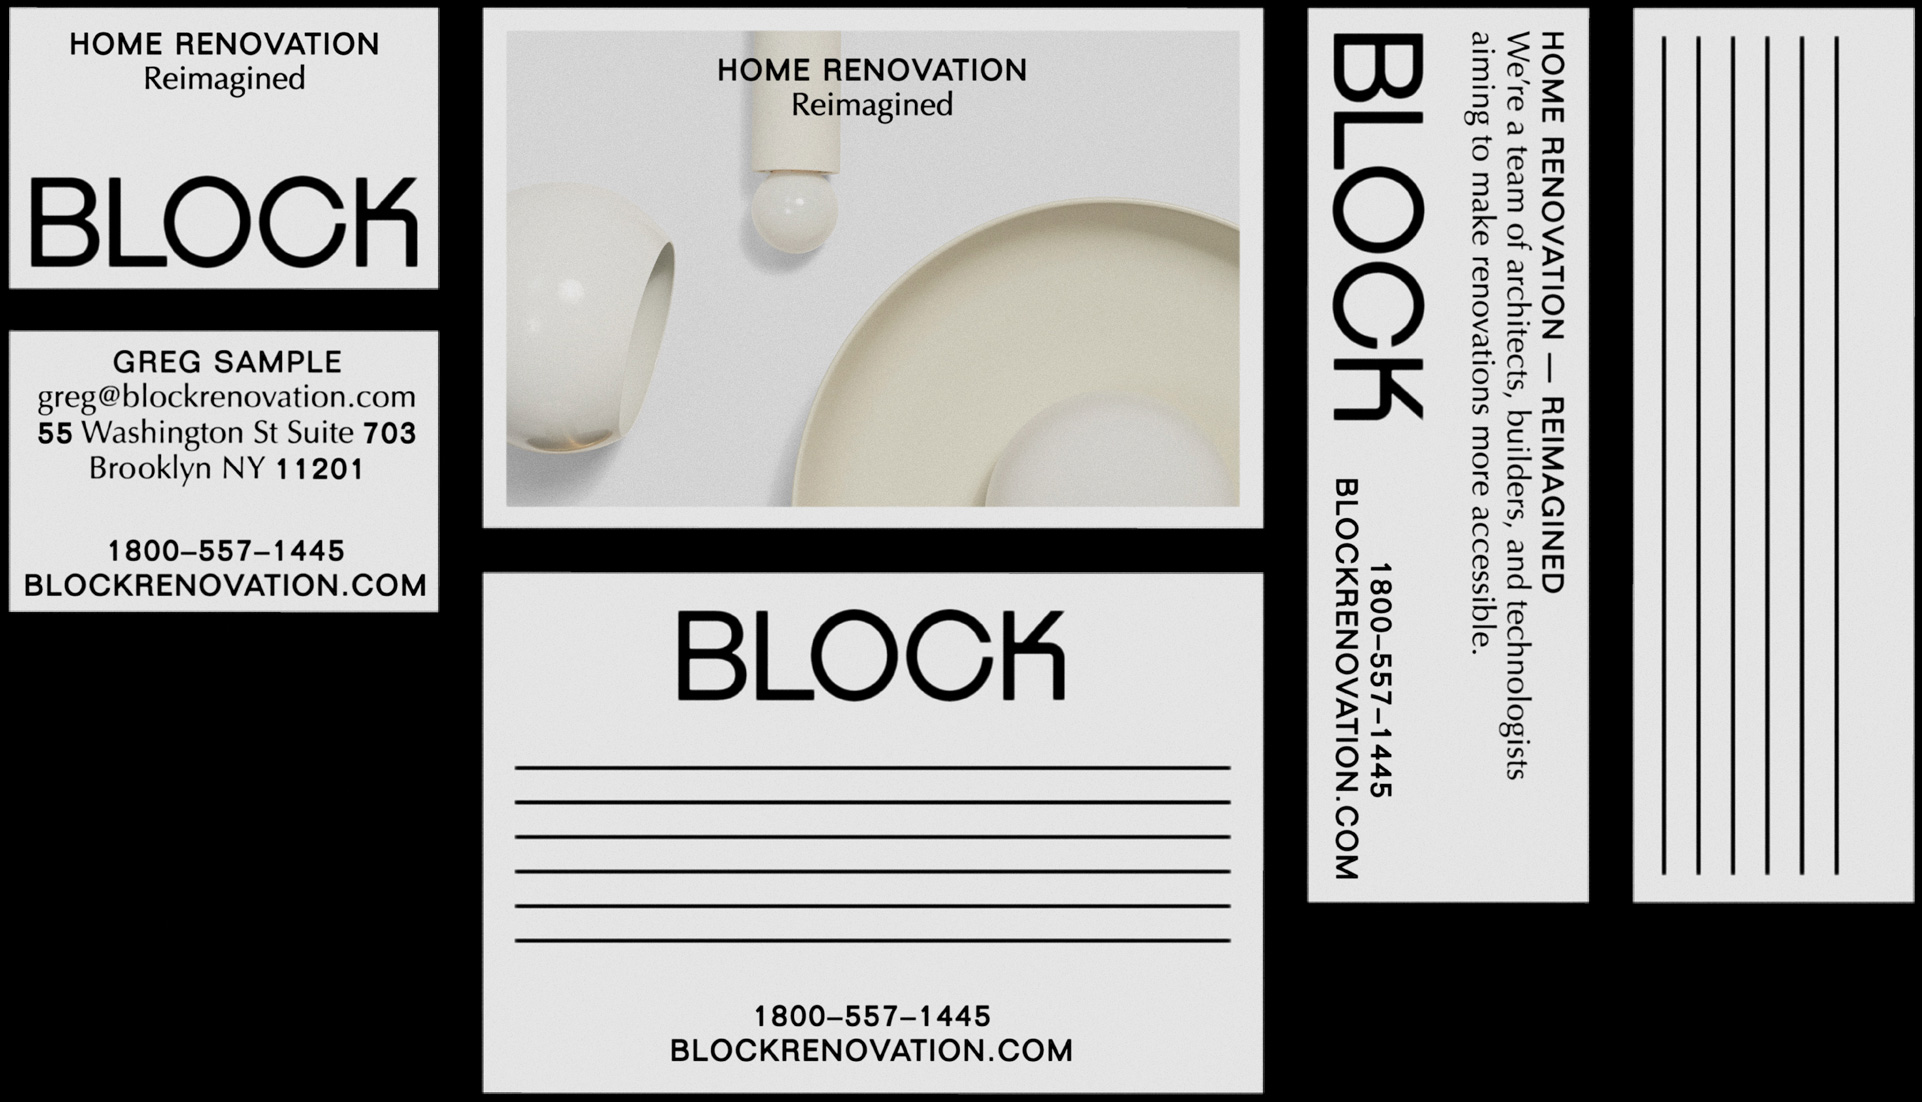 HOME RENOVATION
Reimagined
BLOCK
GREG SAMPLE
greg@blockrenovation.com
55 Washington St Suite 703
Brooklyn NY 11201
1800–557–1445
BLOCKRENOVATION.COM
HOME RENOVATION
Reimagined
BLOCK
1800–557–1445
BLOCKRENOVATION.COM
HOME RENOVATION — REIMAGINED
We're a team of architects, builders, and technologists
aiming to make renovations more accessible.
BLOCK
1800–557–1445
BLOCKRENOVATION.COM